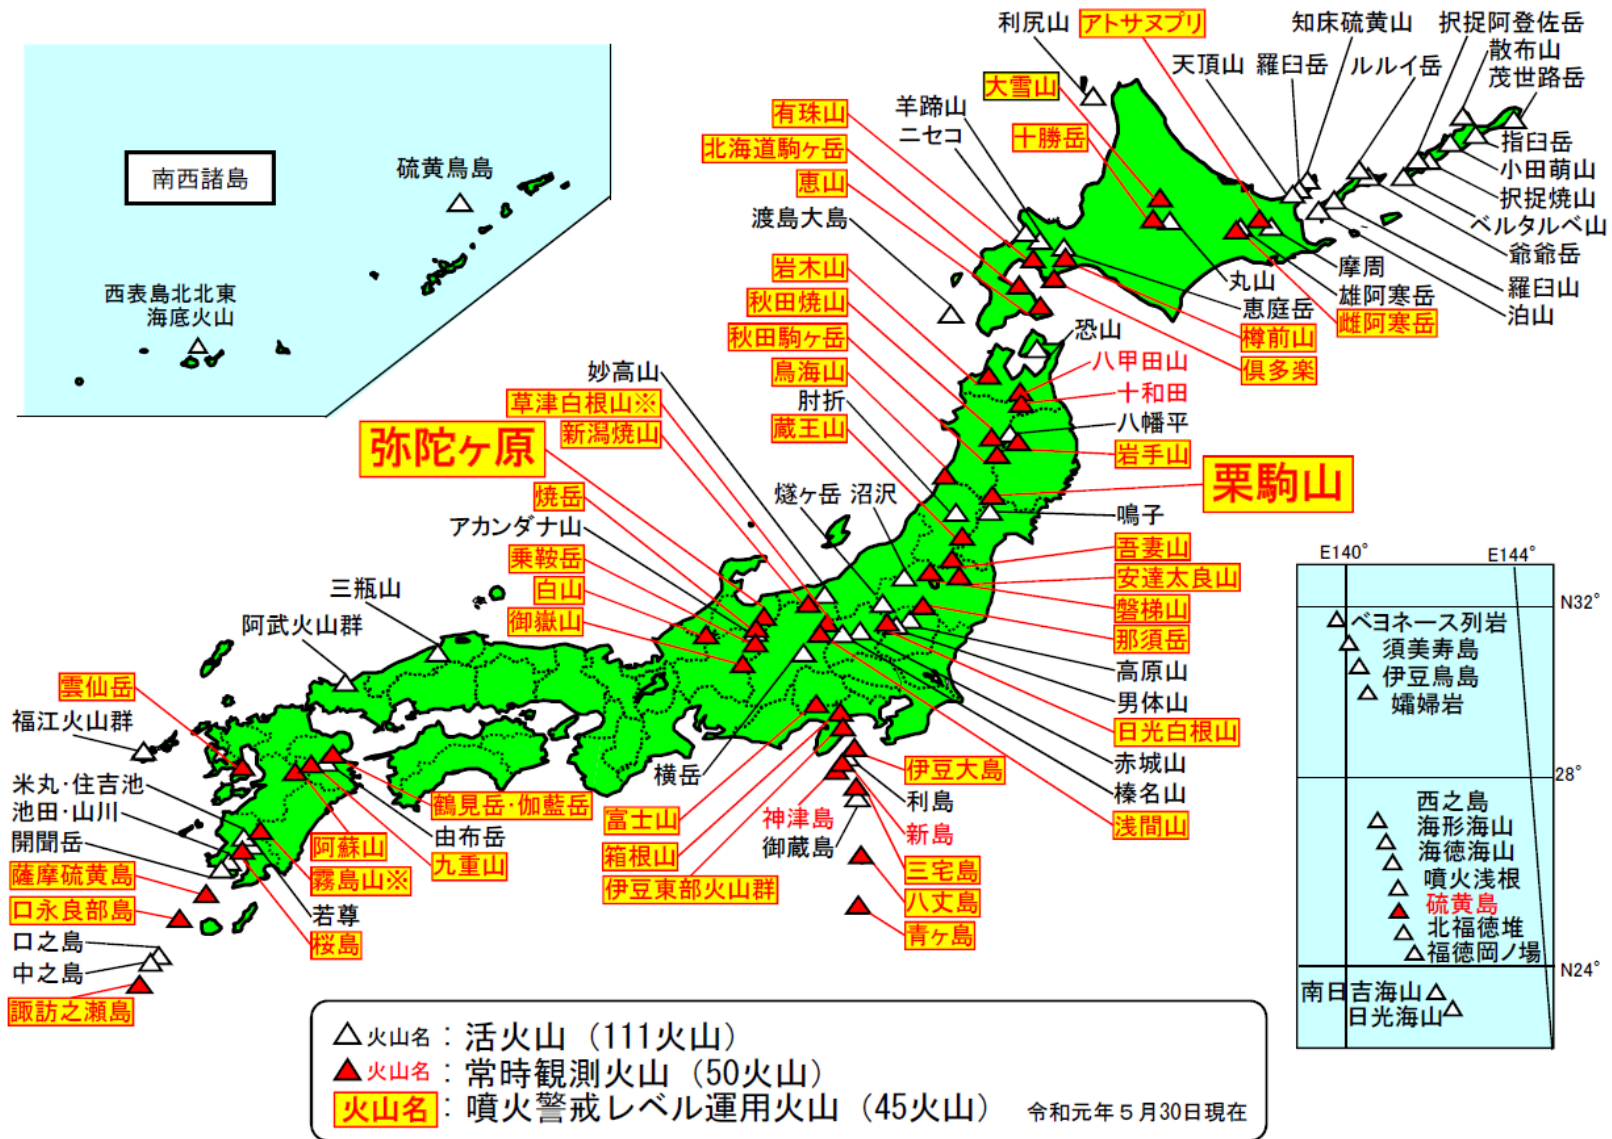 利尻山
アトサヌプリ
知床硫黄山
択捉阿登佐岳
散布山
茂世路岳
天頂山
羅臼岳
ルルイ岳
大雪山
十勝岳
羊蹄山
ニセコ
有珠山
北海道駒ヶ岳
恵山
渡島大島
指臼岳
小田萌山
択捉焼山
ベルタルベ山
爺爺岳
羅臼山
泊山
摩周
雄阿寒岳
雌阿寒岳
丸山
恵庭岳
樽前山
倶多楽
南西諸島
硫黄鳥島
西表島北北東
海底火山
岩木山
秋田焼山
秋田駒ヶ岳
鳥海山
肘折
蔵王山
恐山
八甲田山
十和田
八幡平
岩手山
栗駒山
鳴子
吾妻山
安達太良山
磐梯山
那須岳
高原山
男体山
日光白根山
赤城山
榛名山
浅間山
妙高山
草津白根山※
新潟焼山
弥陀ヶ原
焼岳
アカンダナ山
乗鞍岳
白山
御嶽山
燧ヶ岳
沼沢
三瓶山
阿武火山群
雲仙岳
福江火山群
米丸・住吉池
池田・山川
開聞岳
薩摩硫黄島
口永良部島
口之島
中之島
諏訪之瀬島
鶴見岳・伽藍岳
由布岳
九重山
阿蘇山
霧島山※
若尊
桜島
横岳
富士山
箱根山
伊豆東部火山群
伊豆大島
利島
神津島
新島
御蔵島
三宅島
八丈島
青ヶ島
E140°
E144°
N32°
28°
N24°
ベヨネース列岩
須美寿島
伊豆鳥島
孀婦岩
西之島
海形海山
海徳海山
噴火浅根
硫黄島
北福徳堆
福徳岡ノ場
南日吉海山
日光海山
火山名：活火山（111火山）
火山名：常時観測火山（50火山）
火山名：噴火警戒レベル運用火山（45火山）
令和元年５月30日現在